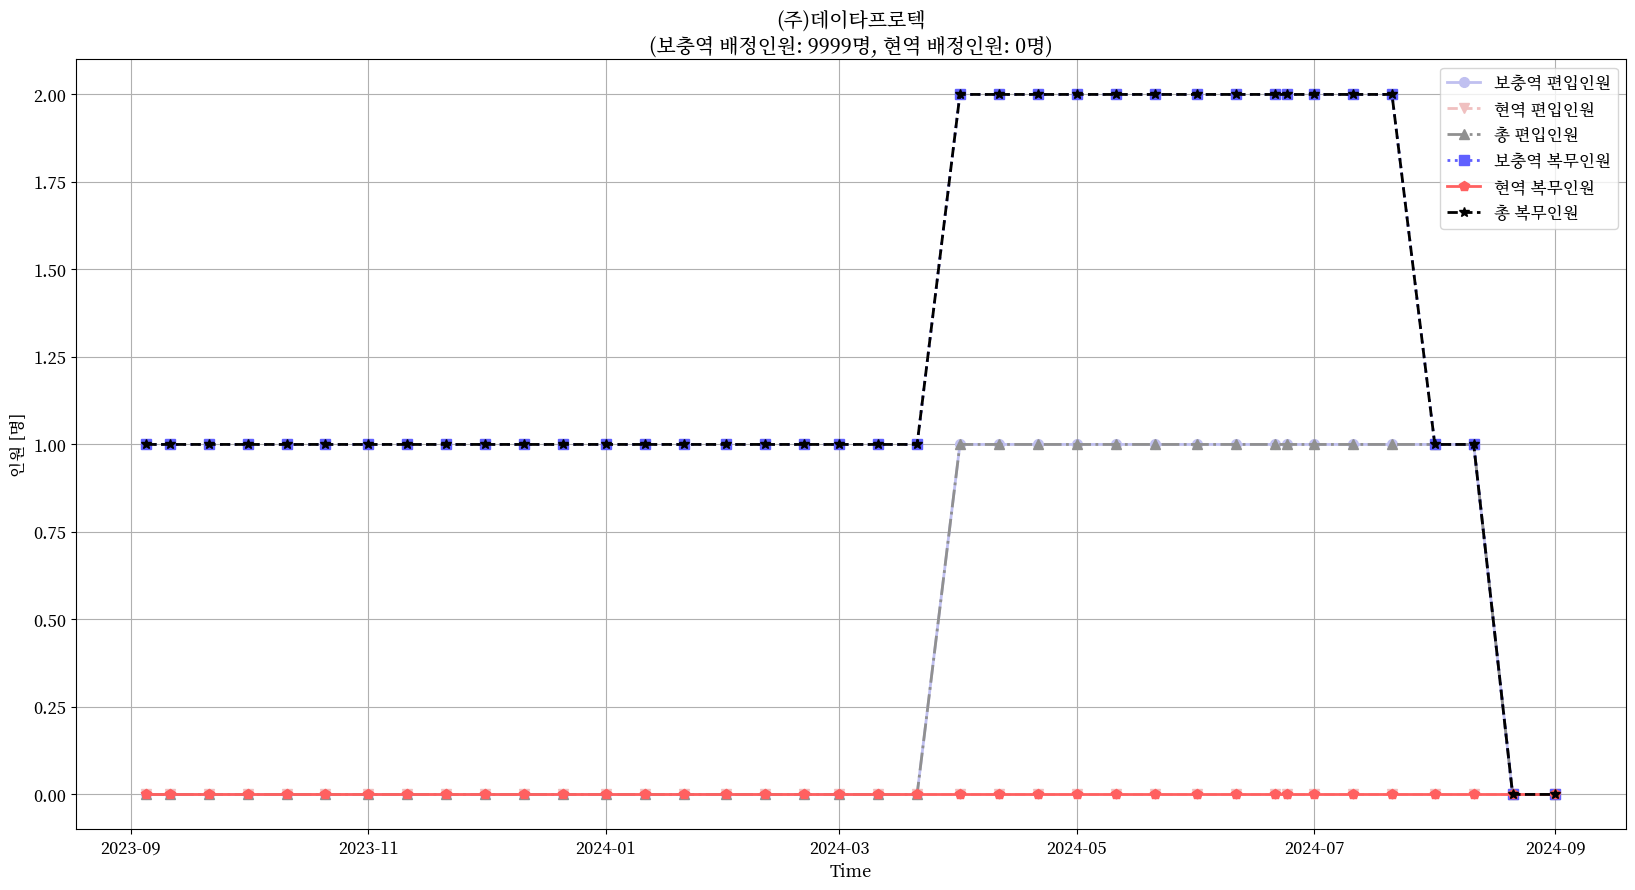 (주)데이타프로텍
(보충역 배정인원: 9999명, 현역 배정인원: 0명)
보충역 편입인원
현역 편입인원
총 편입인원
보충역 복무인원
현역 복무인원
총 복무인원
인원 [명]
2.00
1.75
1.50
1.25
1.00
0.75
0.50
0.25
0.00
2023-09
2023-11
2024-01
2024-03
2024-05
2024-07
2024-09
Time